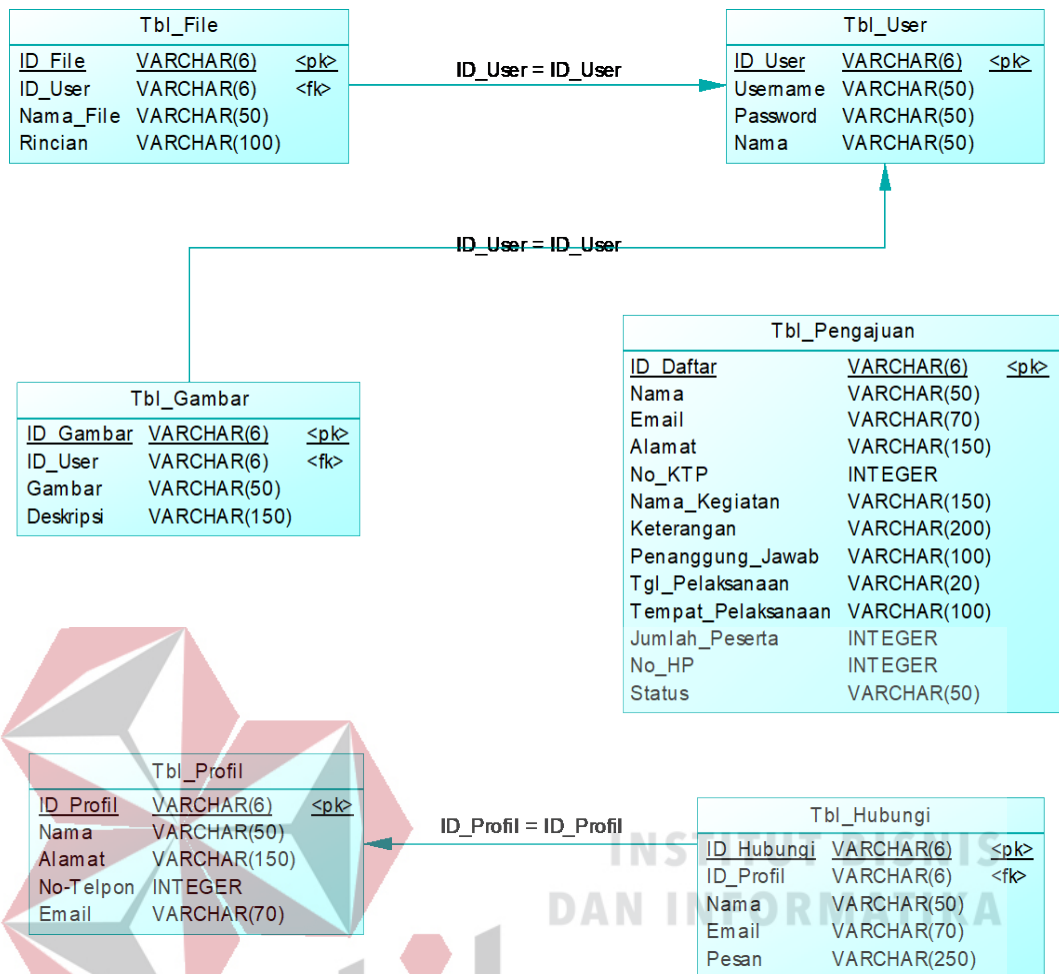 Tbl_File
ID_File VARCHAR(6) <pk>
ID_User VARCHAR(6) <fk>
Nama_File VARCHAR(50)
Rincian VARCHAR(100)
ID_User = ID_User
Tbl_User
ID_User VARCHAR(6) <pk>
Username VARCHAR(50)
Password VARCHAR(50)
Nama VARCHAR(50)
ID_User = ID_User
Tbl_Gambar
ID_Gambar VARCHAR(6) <pk>
ID_User VARCHAR(6) <fk>
Gambar VARCHAR(50)
Deskripsi VARCHAR(150)
Tbl_Pengajuan
ID_Daftar VARCHAR(6) <pk>
Nama VARCHAR(50)
Email VARCHAR(70)
Alamat VARCHAR(150)
No_KTP INTEGER
Nama_Kegiatan VARCHAR(150)
Keterangan VARCHAR(200)
Penanggung_Jawab VARCHAR(100)
Tgl_Pelaksanaan VARCHAR(20)
Tempat_Pelaksanaan VARCHAR(100)
Jumlah_Peserta INTEGER
No_HP INTEGER
Status VARCHAR(50)
Tbl_Profil
ID_Profil VARCHAR(6) <pk>
Nama VARCHAR(50)
Alamat VARCHAR(150)
No-Telpon INTEGER
Email VARCHAR(70)
ID_Profil = ID_Profil
Tbl_Hubungi
ID_Hubungi VARCHAR(6) <pk>
ID_Profil VARCHAR(6) <fk>
Nama VARCHAR(50)
Email VARCHAR(70)
Pesan VARCHAR(250)
INSTITUT BISNIS
DAN INFORMATIKA